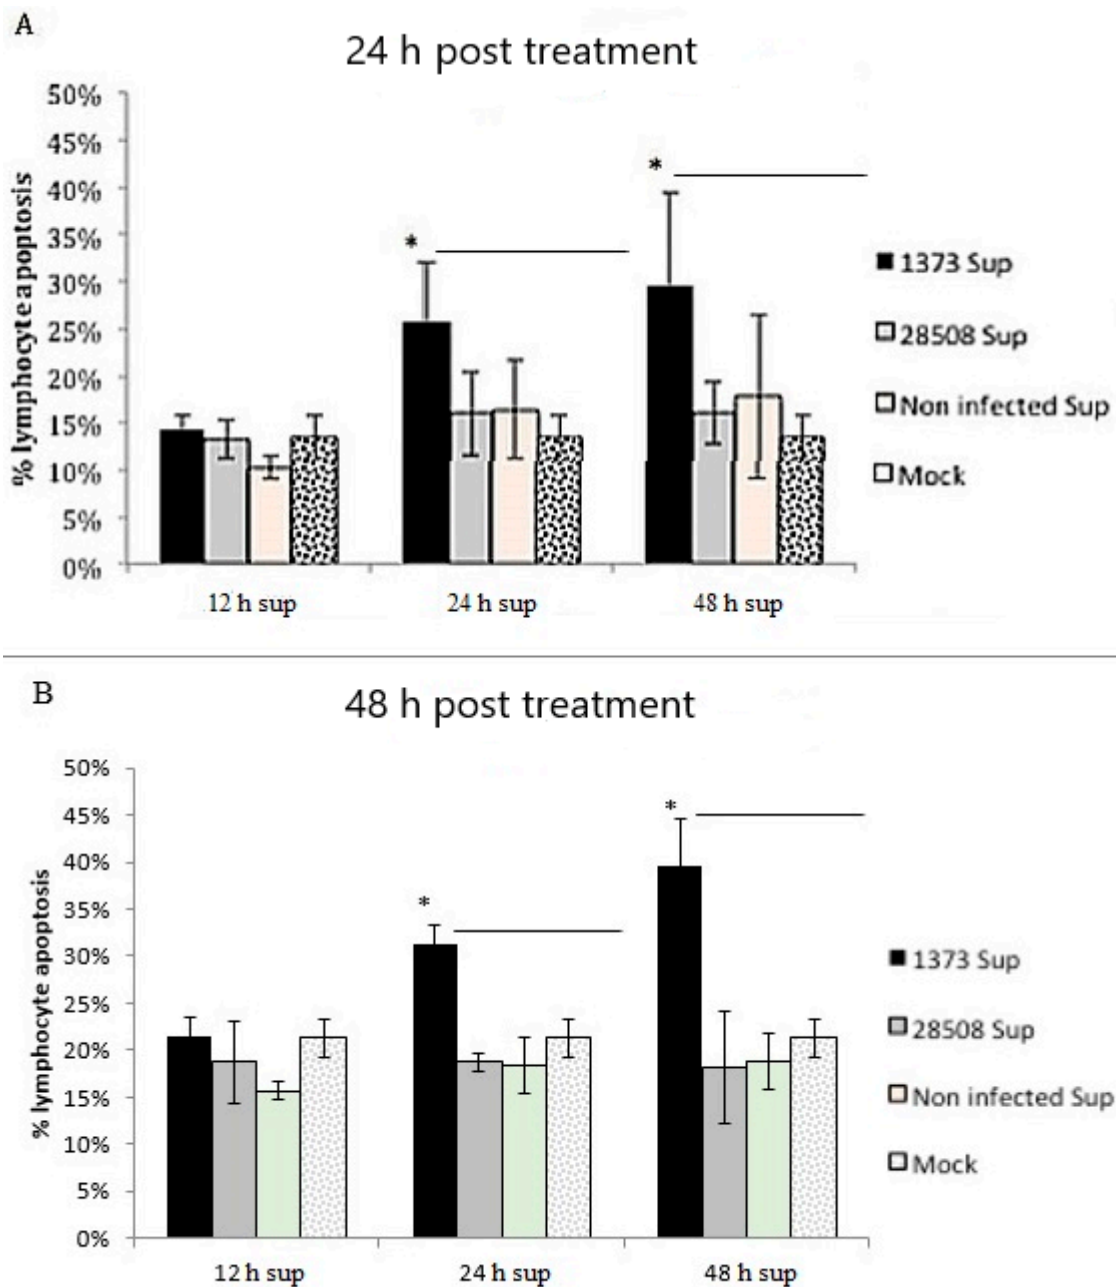 A
24 h post treatment
50%
45%
40%
35%
30%
25%
20%
15%
10%
5%
0%
% lymphocyte apoptosis
*
*
12 h sup
24 h sup
48 h sup
1373 Sup
28508 Sup
Non infected Sup
Mock
B
48 h post treatment
50%
45%
40%
35%
30%
25%
20%
15%
10%
5%
0%
% lymphocyte apoptosis
*
*
12 h sup
24 h sup
48 h sup
1373 Sup
28508 Sup
Non infected Sup
Mock